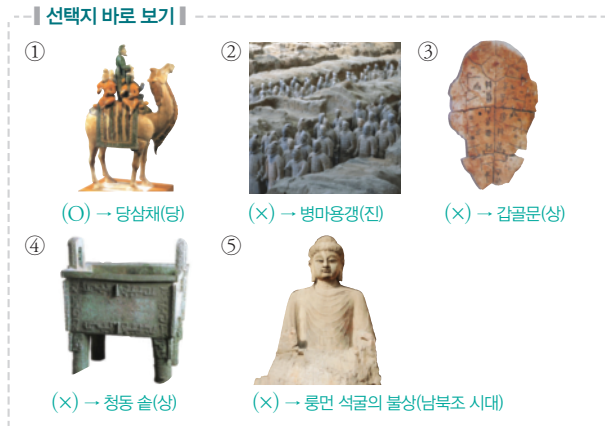 선택지 바로 보기
① ② ③
(O) → 당삼채(당) (×) → 병마용갱(진) (×) → 갑골문(상)
④ ⑤
(×) → 청동 솥(상) (×) → 룽먼 석굴의 불상(남북조 시대)